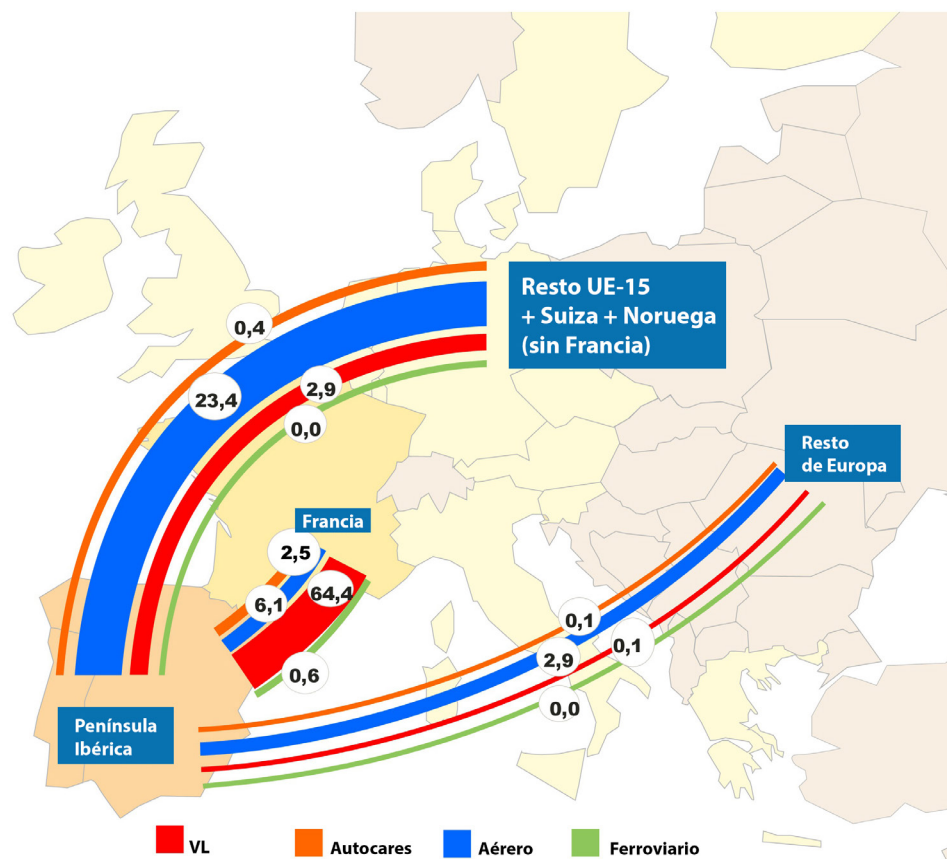 Resto UE-15
+ Suiza + Noruega
(sin Francia)
0,4
23,4
2,9
0,0
Resto
de Europa
Francia
2,5
6,1
64,4
0,6
0,1
2,9
0,1
0,0
Península
Ibérica
VL
Autocares
Aérero
Ferroviario